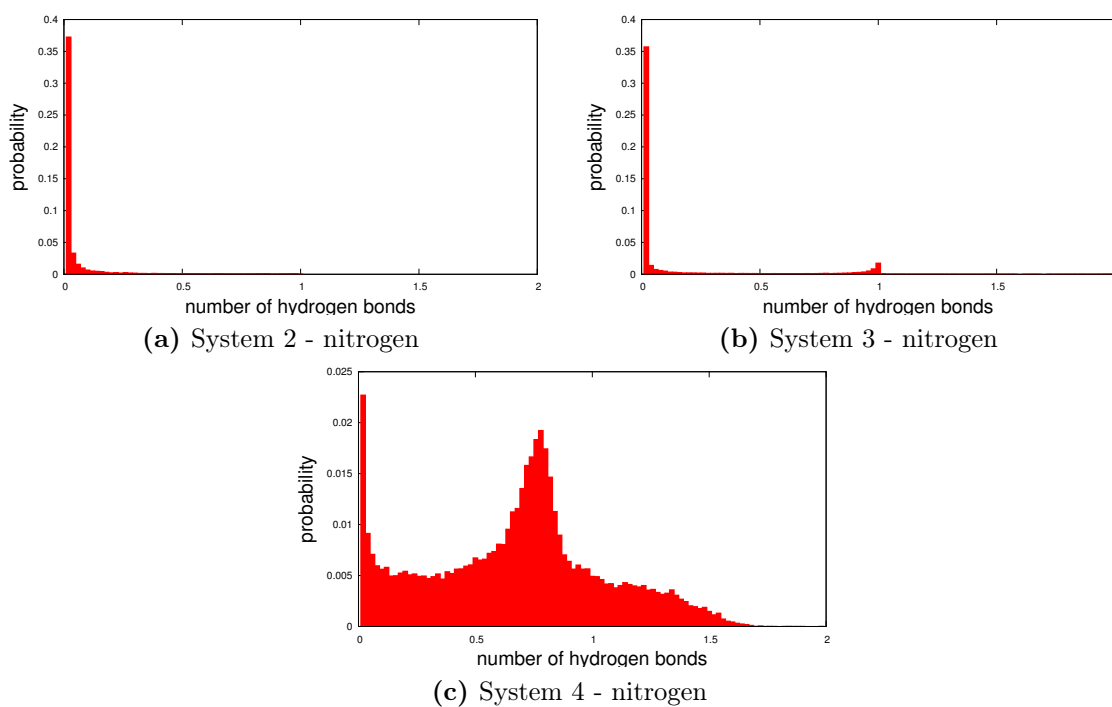 0.4
0.35
0.3
0.25
0.2
0.15
0.1
0.05
0
probability
0 0.5 1 1.5 2
number of hydrogen bonds
(a) System 2 - nitrogen
0.4
0.35
0.3
0.25
0.2
0.15
0.1
0.05
0
probability
0 0.5 1 1.5
number of hydrogen bonds
(b) System 3 - nitrogen
0.025
0.02
0.015
0.01
0.005
0
probability
0 0.5 1 1.5 2
number of hydrogen bonds
(c) System 4 - nitrogen